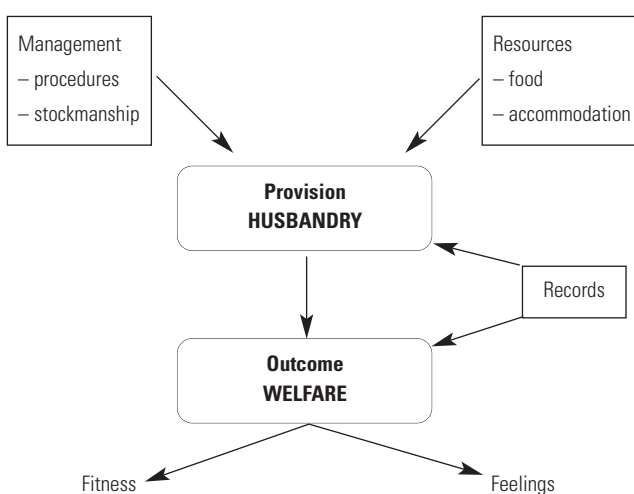 Management
– procedures
– stockmanship
Resources
– food
– accommodation
Provision
HUSBANDRY
Records
Outcome
WELFARE
Fitness
Feelings